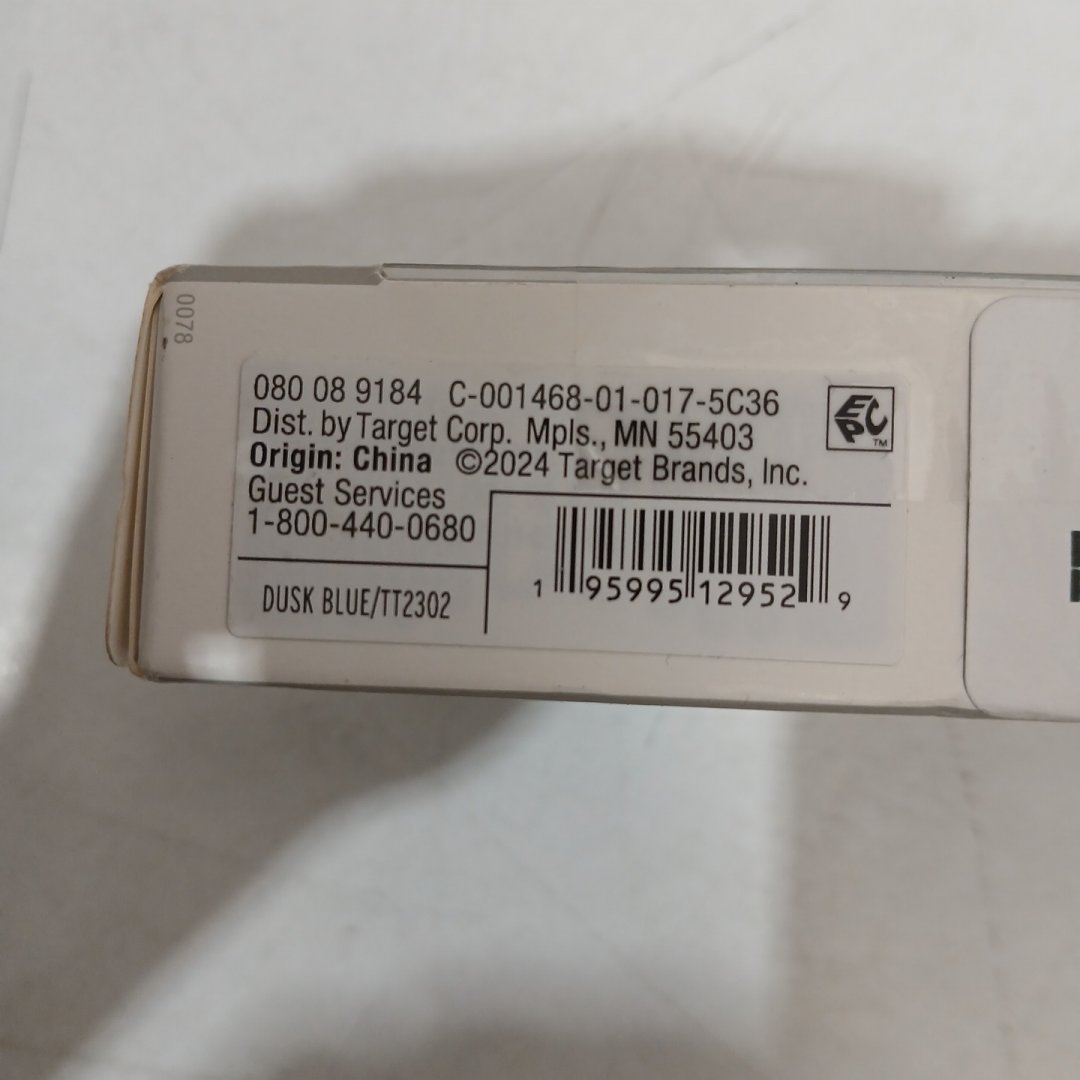 0078
080 08 9184 C-001468-01-017-5C36
Dist. by Target Corp. Mpls., MN 55403
Origin: China ©2024 Target Brands, Inc.
Guest Services
1-800-440-0680
EPC™
DUSK BLUE/TT2302
1 95995 12952 9